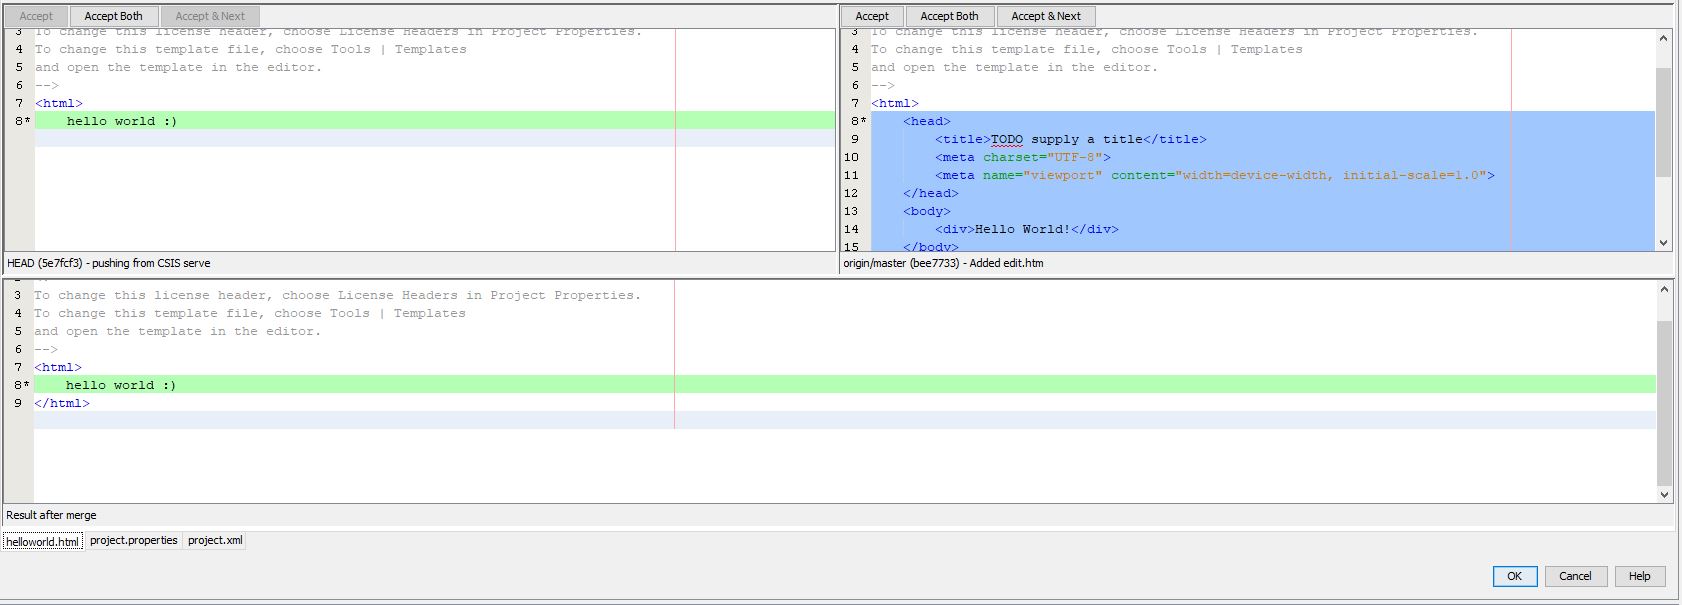 Accept Accept Both Accept & Next
3 To change this license header, choose License Headers in Project Properties.
4 To change this template file, choose Tools | Templates
5 and open the template in the editor.
6 -->
7 <html>
8* hello world :)
HEAD (5e7fcf3) - pushing from CSIS serve
Accept Accept Both Accept & Next
3 To change this license header, choose License Headers in Project Properties.
4 To change this template file, choose Tools | Templates
5 and open the template in the editor.
6 -->
7 <html>
8* <head>
9 <title>TODO supply a title</title>
10 <meta charset="UTF-8">
11 <meta name="viewport" content="width=device-width, initial-scale=1.0">
12 </head>
13 <body>
14 <div>Hello World!</div>
15 </body>
origin/master (bee7733) - Added edit.htm
3 To change this license header, choose License Headers in Project Properties.
4 To change this template file, choose Tools | Templates
5 and open the template in the editor.
6 -->
7 <html>
8* hello world :)
9 </html>
Result after merge
helloworld.html project.properties project.xml
OK Cancel Help